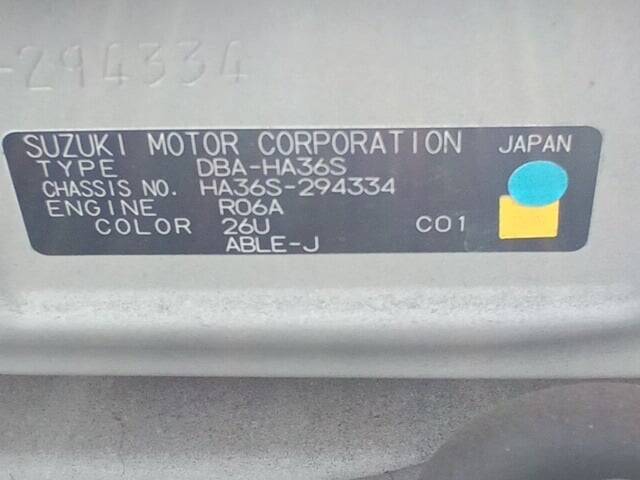 -294334
SUZUKI MOTOR CORPORATION JAPAN
TYPE DBA-HA36S
CHASSIS NO. HA36S-294334
ENGINE R06A
COLOR 26U C01
ABLE-J